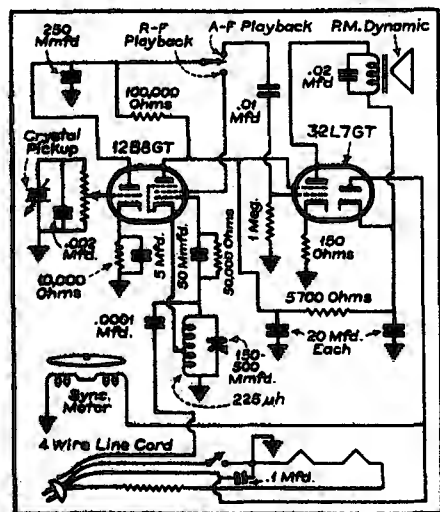 250
Mmfd
R-F
Playback
A-F Playback
P.M. Dynamic
.02
Mfd
100,000
Ohms
.01
Mfd
32L7GT
12B8GT
Crystal
Pickup
.002
Mfd.
10,000
Ohms
5 Mfd.
50 Mmfd.
50,000 Ohms
1 Meg.
150
Ohms
5700 Ohms
.0001
Mfd.
20 Mfd.
Each
150-
500
Mmfd.
Sync.
Motor
225 μh
4 Wire Line Cord
.1 Mfd.